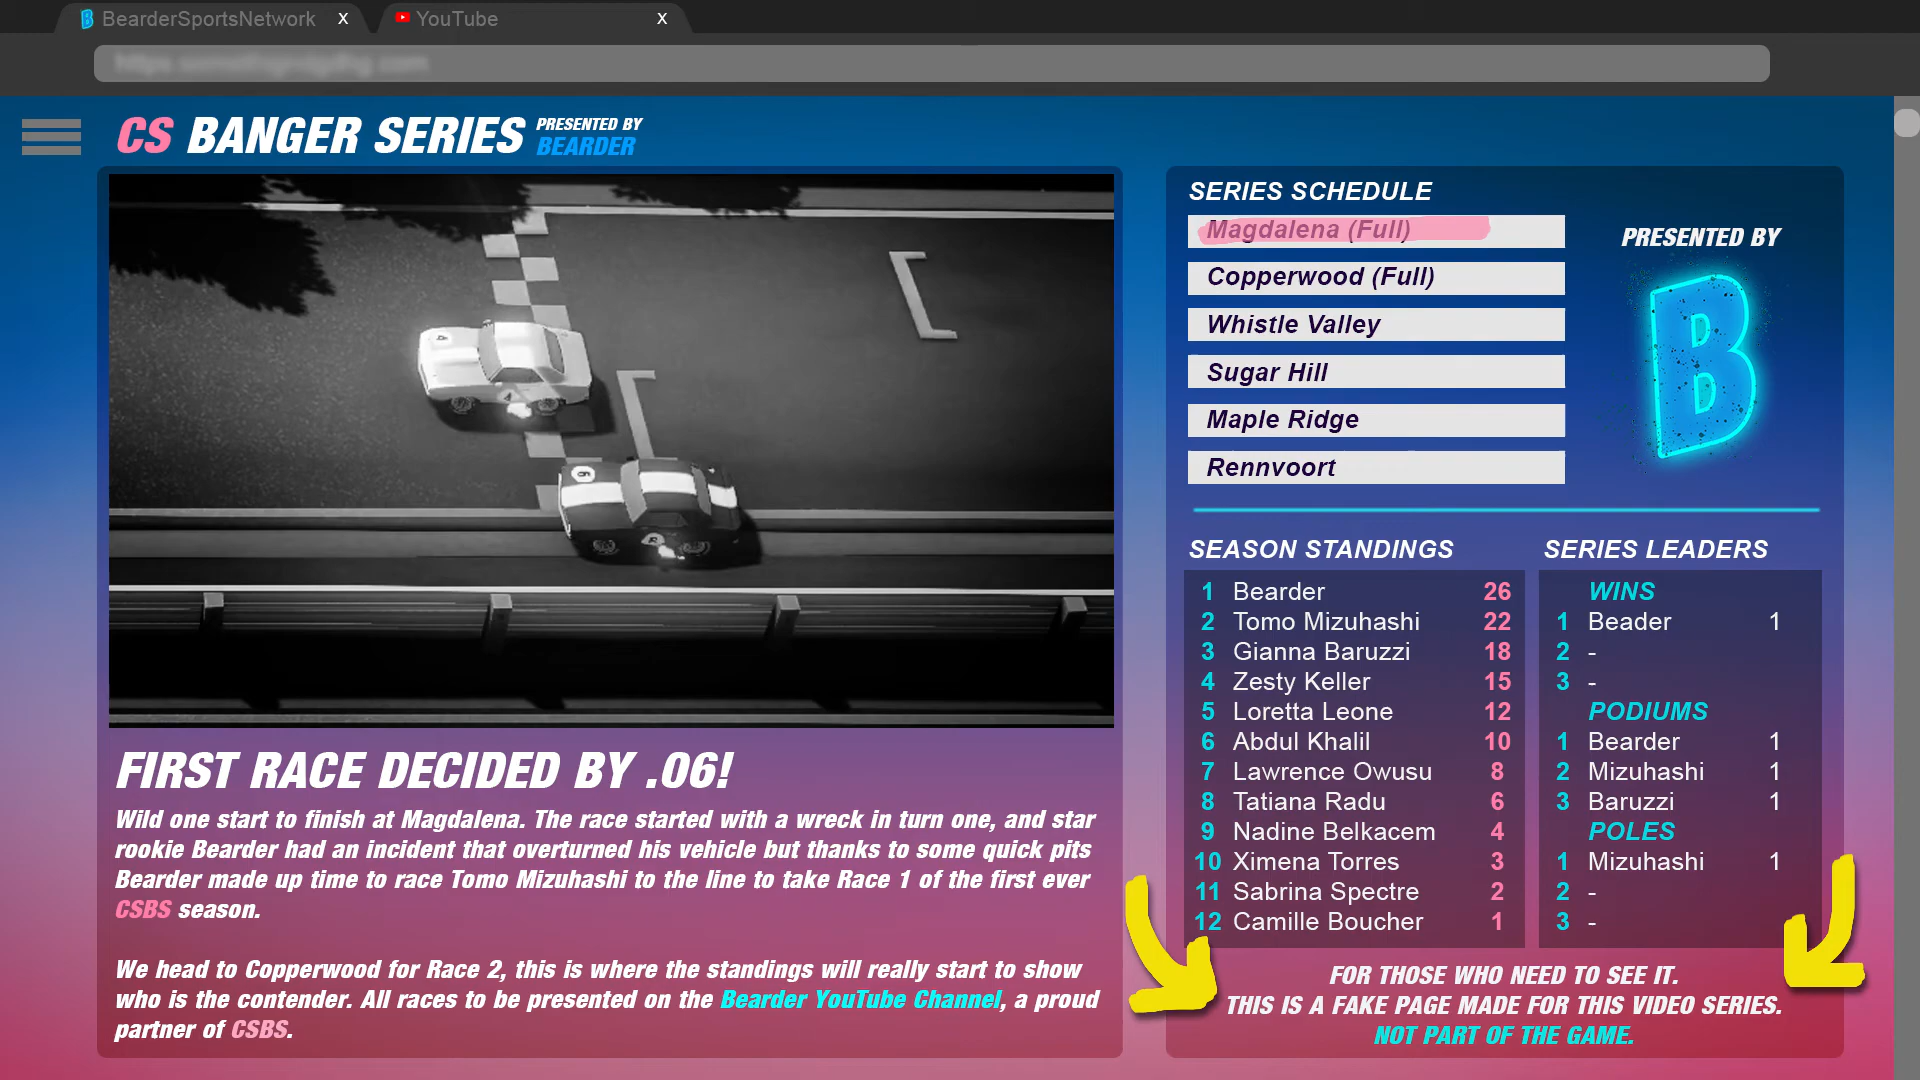 BearderSportsNetwork x
YouTube x
CS BANGER SERIES PRESENTED BY
BEARDER
FIRST RACE DECIDED BY .06!
Wild one start to finish at Magdalena. The race started with a wreck in turn one, and star
rookie Bearder had an incident that overturned his vehicle but thanks to some quick pits
Bearder made up time to race Tomo Mizuhashi to the line to take Race 1 of the first ever
CSBS season.
We head to Copperwood for Race 2, this is where the standings will really start to show
who is the contender. All races to be presented on the Bearder YouTube Channel, a proud
partner of CSBS.
SERIES SCHEDULE
Magdalena (Full)
Copperwood (Full)
Whistle Valley
Sugar Hill
Maple Ridge
Rennvoort
PRESENTED BY
B
SEASON STANDINGS
1 Bearder 26
2 Tomo Mizuhashi 22
3 Gianna Baruzzi 18
4 Zesty Keller 15
5 Loretta Leone 12
6 Abdul Khalil 10
7 Lawrence Owusu 8
8 Tatiana Radu 6
9 Nadine Belkacem 4
10 Ximena Torres 3
11 Sabrina Spectre 2
12 Camille Boucher 1
SERIES LEADERS
WINS
1 Beader 1
2 -
3 -
PODIUMS
1 Bearder 1
2 Mizuhashi 1
3 Baruzzi 1
POLES
1 Mizuhashi 1
2 -
3 -
FOR THOSE WHO NEED TO SEE IT.
THIS IS A FAKE PAGE MADE FOR THIS VIDEO SERIES.
NOT PART OF THE GAME.